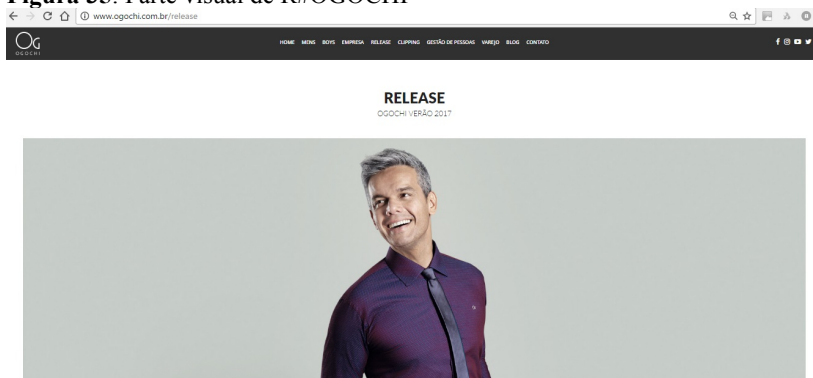 Figura 33: Parte visual de R#OGOCHI
www.ogochi.com.br/release
OG
OGOCHI
HOME MENS BOYS EMPRESA RELEASE CLIPPING GESTÃO DE PESSOAS VAREJO BLOG CONTATO
RELEASE
OGOCHI VERÃO 2017